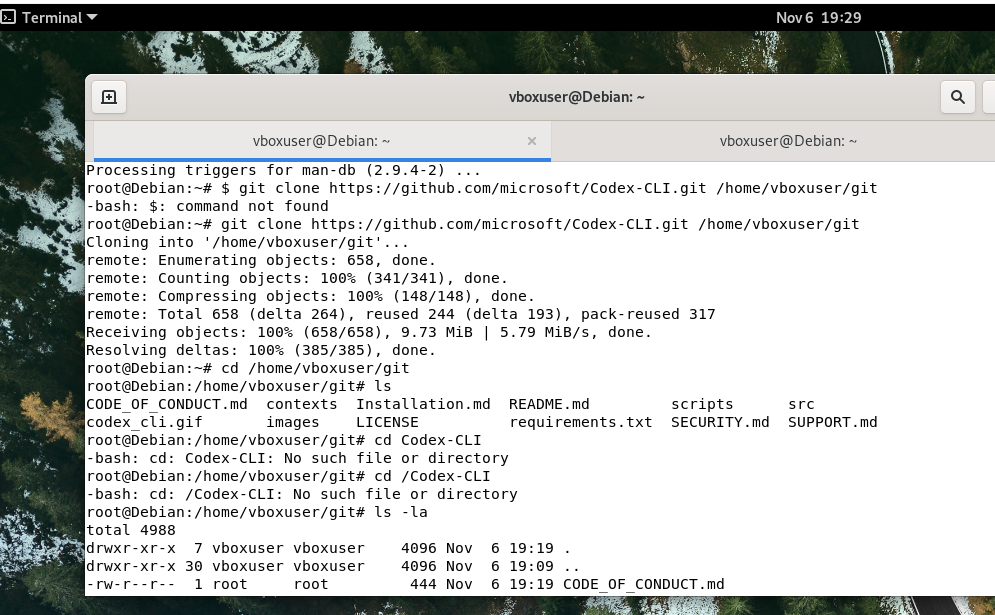 Terminal
Nov 6 19:29
vboxuser@Debian: ~
vboxuser@Debian: ~ × vboxuser@Debian: ~
Processing triggers for man-db (2.9.4-2) ...
root@Debian:~# $ git clone https://github.com/microsoft/Codex-CLI.git /home/vboxuser/git
-bash: $: command not found
root@Debian:~# git clone https://github.com/microsoft/Codex-CLI.git /home/vboxuser/git
Cloning into '/home/vboxuser/git'...
remote: Enumerating objects: 658, done.
remote: Counting objects: 100% (341/341), done.
remote: Compressing objects: 100% (148/148), done.
remote: Total 658 (delta 264), reused 244 (delta 193), pack-reused 317
Receiving objects: 100% (658/658), 9.73 MiB | 5.79 MiB/s, done.
Resolving deltas: 100% (385/385), done.
root@Debian:~# cd /home/vboxuser/git
root@Debian:/home/vboxuser/git# ls
CODE_OF_CONDUCT.md  contexts  Installation.md  README.md         scripts      src
codex_cli.gif       images    LICENSE          requirements.txt  SECURITY.md  SUPPORT.md
root@Debian:/home/vboxuser/git# cd Codex-CLI
-bash: cd: Codex-CLI: No such file or directory
root@Debian:/home/vboxuser/git# cd /Codex-CLI
-bash: cd: /Codex-CLI: No such file or directory
root@Debian:/home/vboxuser/git# ls -la
total 4988
drwxr-xr-x  7 vboxuser vboxuser    4096 Nov  6 19:19 .
drwxr-xr-x 30 vboxuser vboxuser    4096 Nov  6 19:09 ..
-rw-r--r--  1 root     root         444 Nov  6 19:19 CODE_OF_CONDUCT.md